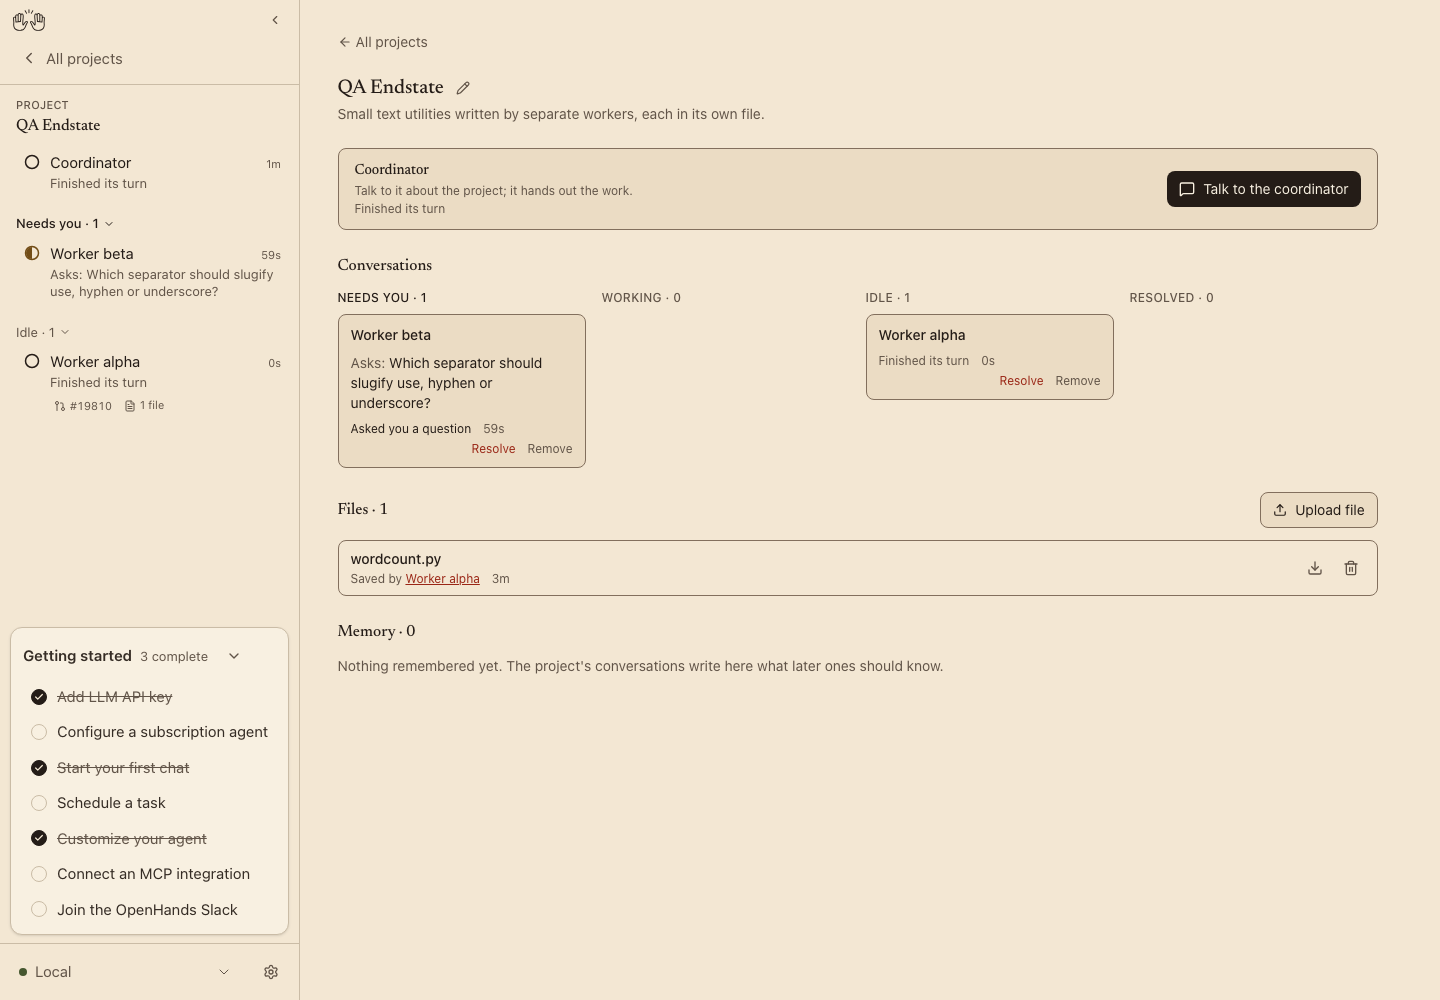 All projects
PROJECT
QA Endstate
Coordinator 1m
Finished its turn
Needs you · 1
Worker beta 59s
Asks: Which separator should slugify
use, hyphen or underscore?
Idle · 1
Worker alpha 0s
Finished its turn
#19810 1 file
Getting started 3 complete
Add LLM API key
Configure a subscription agent
Start your first chat
Schedule a task
Customize your agent
Connect an MCP integration
Join the OpenHands Slack
Local
All projects
QA Endstate
Small text utilities written by separate workers, each in its own file.
Coordinator
Talk to it about the project; it hands out the work.
Finished its turn
Talk to the coordinator
Conversations
NEEDS YOU · 1
Worker beta
Asks: Which separator should
slugify use, hyphen or
underscore?
Asked you a question 59s
Resolve Remove
WORKING · 0
IDLE · 1
Worker alpha
Finished its turn 0s
Resolve Remove
RESOLVED · 0
Files · 1
Upload file
wordcount.py
Saved by Worker alpha 3m
Memory · 0
Nothing remembered yet. The project's conversations write here what later ones should know.